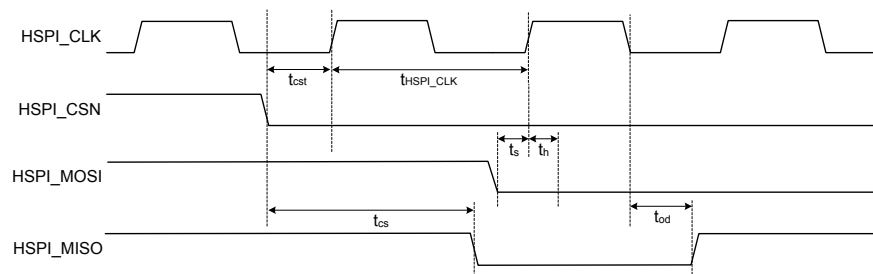 HSPI_CLK
tcst
tHSPI_CLK
HSPI_CSN
ts
th
HSPI_MOSI
tcs
tod
HSPI_MISO